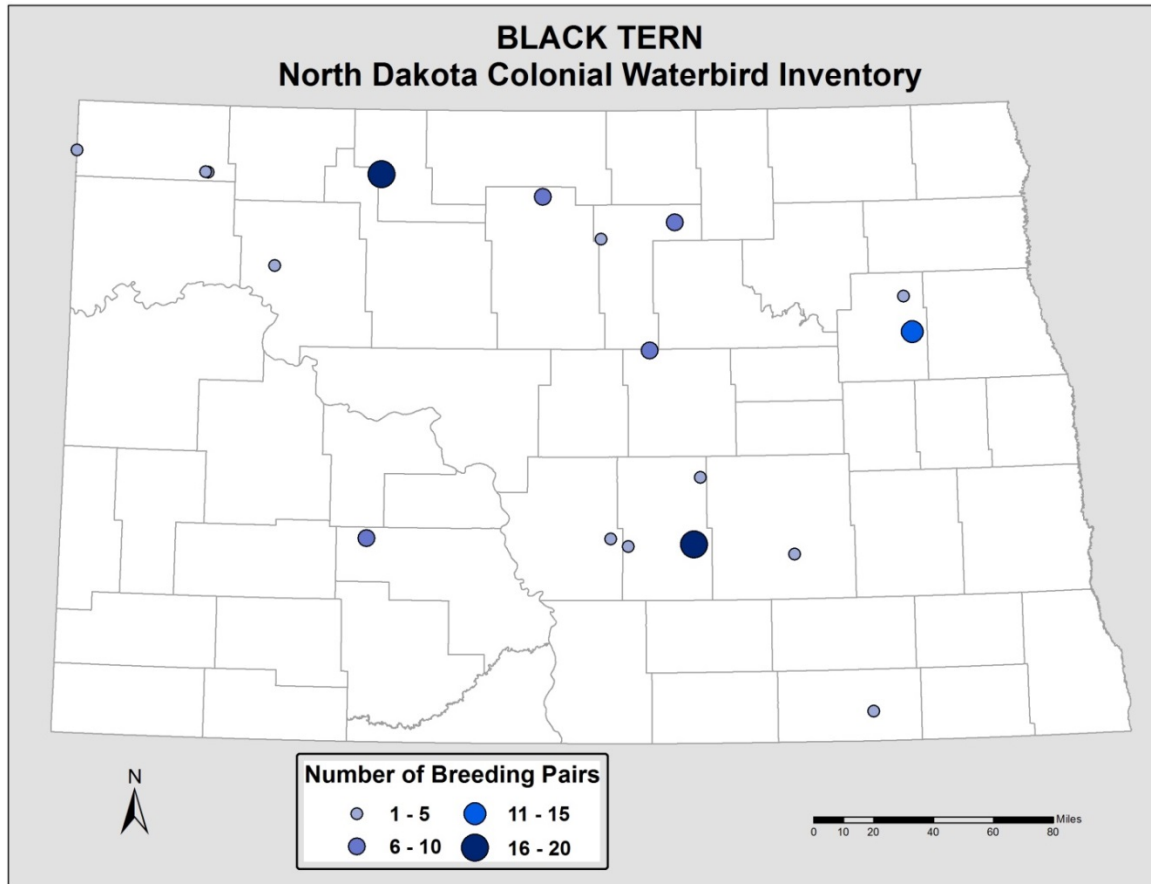 BLACK TERN
North Dakota Colonial Waterbird Inventory
N
Number of Breeding Pairs
1 - 5 11 - 15
6 - 10 16 - 20
Miles
0 10 20 40 60 80